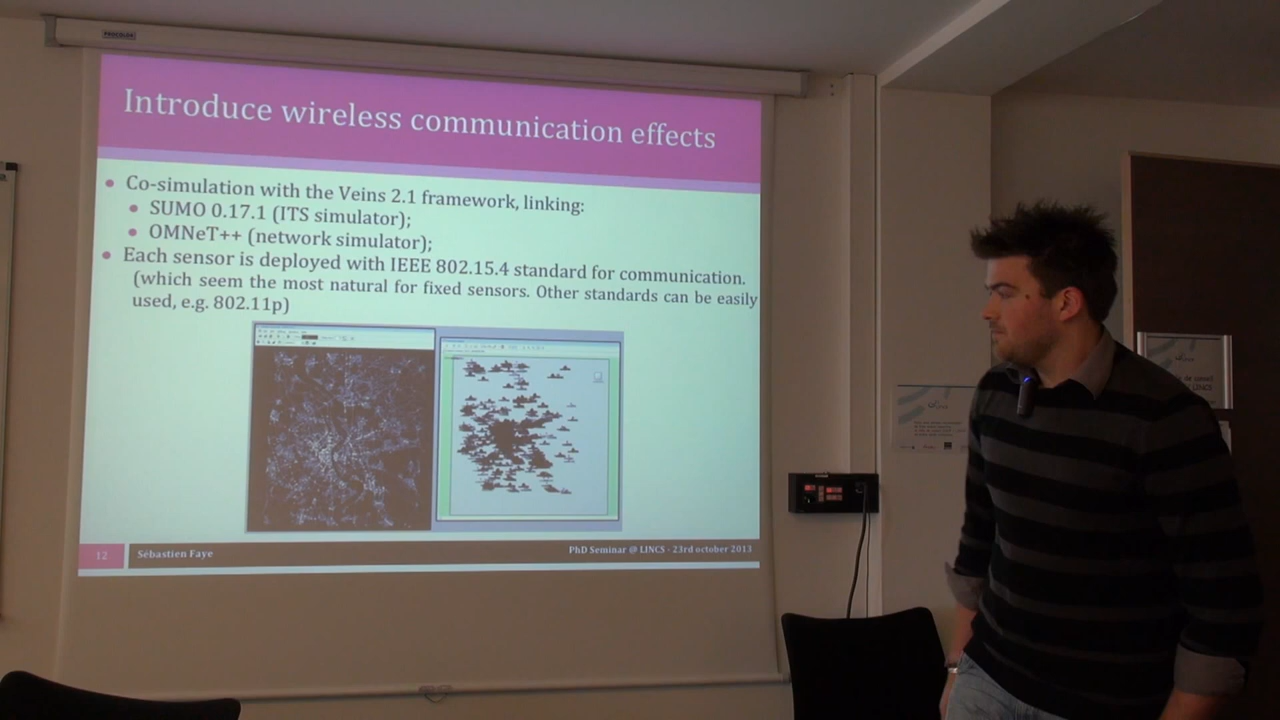 PROCOLOR
Introduce wireless communication effects
Co-simulation with the Veins 2.1 framework, linking:
SUMO 0.17.1 (ITS simulator);
OMNeT++ (network simulator);
Each sensor is deployed with IEEE 802.15.4 standard for communication.
(which seem the most natural for fixed sensors. Other standards can be easily
used, e.g. 802.11p)
12
Sébastien Faye
PhD Seminar @ LINCS - 23rd october 2013